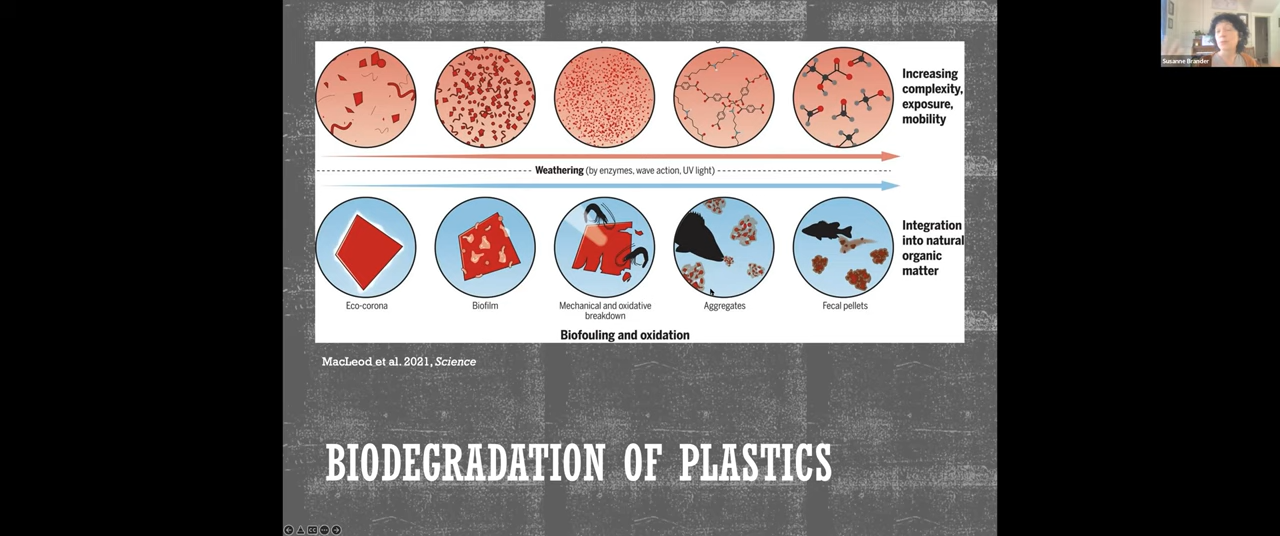 Susanne Brander
Increasing
complexity,
exposure,
mobility
Weathering (by enzymes, wave action, UV light)
Integration
into natural
organic
matter
Eco-corona
Biofilm
Mechanical and oxidative
breakdown
Aggregates
Fecal pellets
Biofouling and oxidation
MacLeod et al. 2021, Science
BIODEGRADATION OF PLASTICS